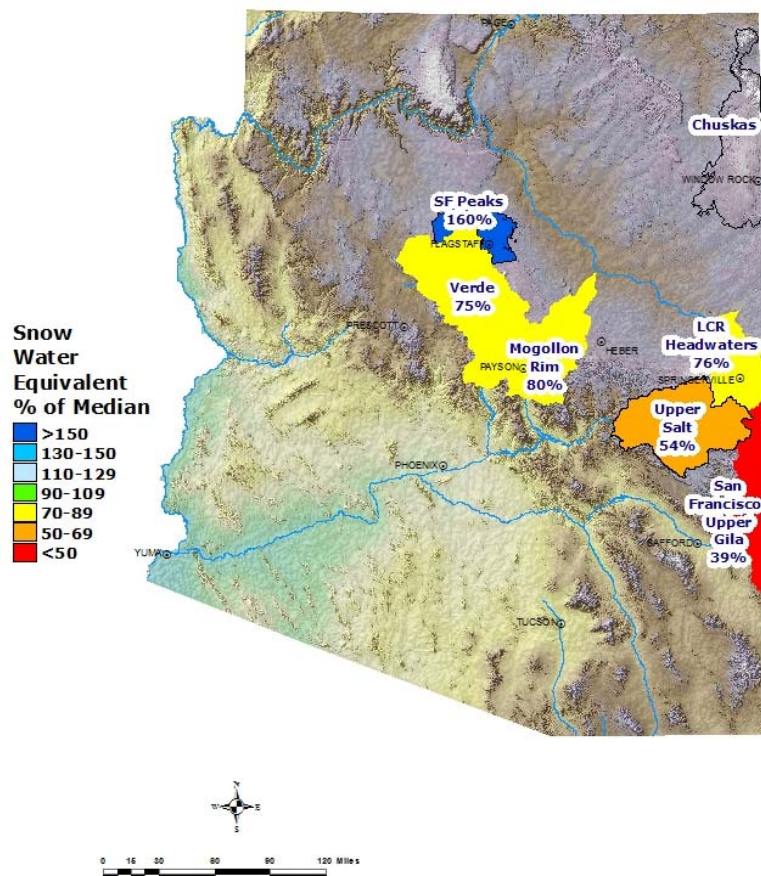 PAGE
Chuskas
WINDOW ROCK
SF Peaks
160%
FLAGSTAFF
Verde
75%
PRESCOTT
Mogollon
Rim
80%
PAYSON
HEBER
LCR
Headwaters
76%
SPRINGERVILLE
Upper
Salt
54%
San
Francisco
Upper
Gila
39%
PHOENIX
SAFFORD
YUMA
TUCSON
Snow
Water
Equivalent
% of Median
>150
130-150
110-129
90-109
70-89
50-69
<50
N
W E
S
0 15 30 60 90 120 Miles